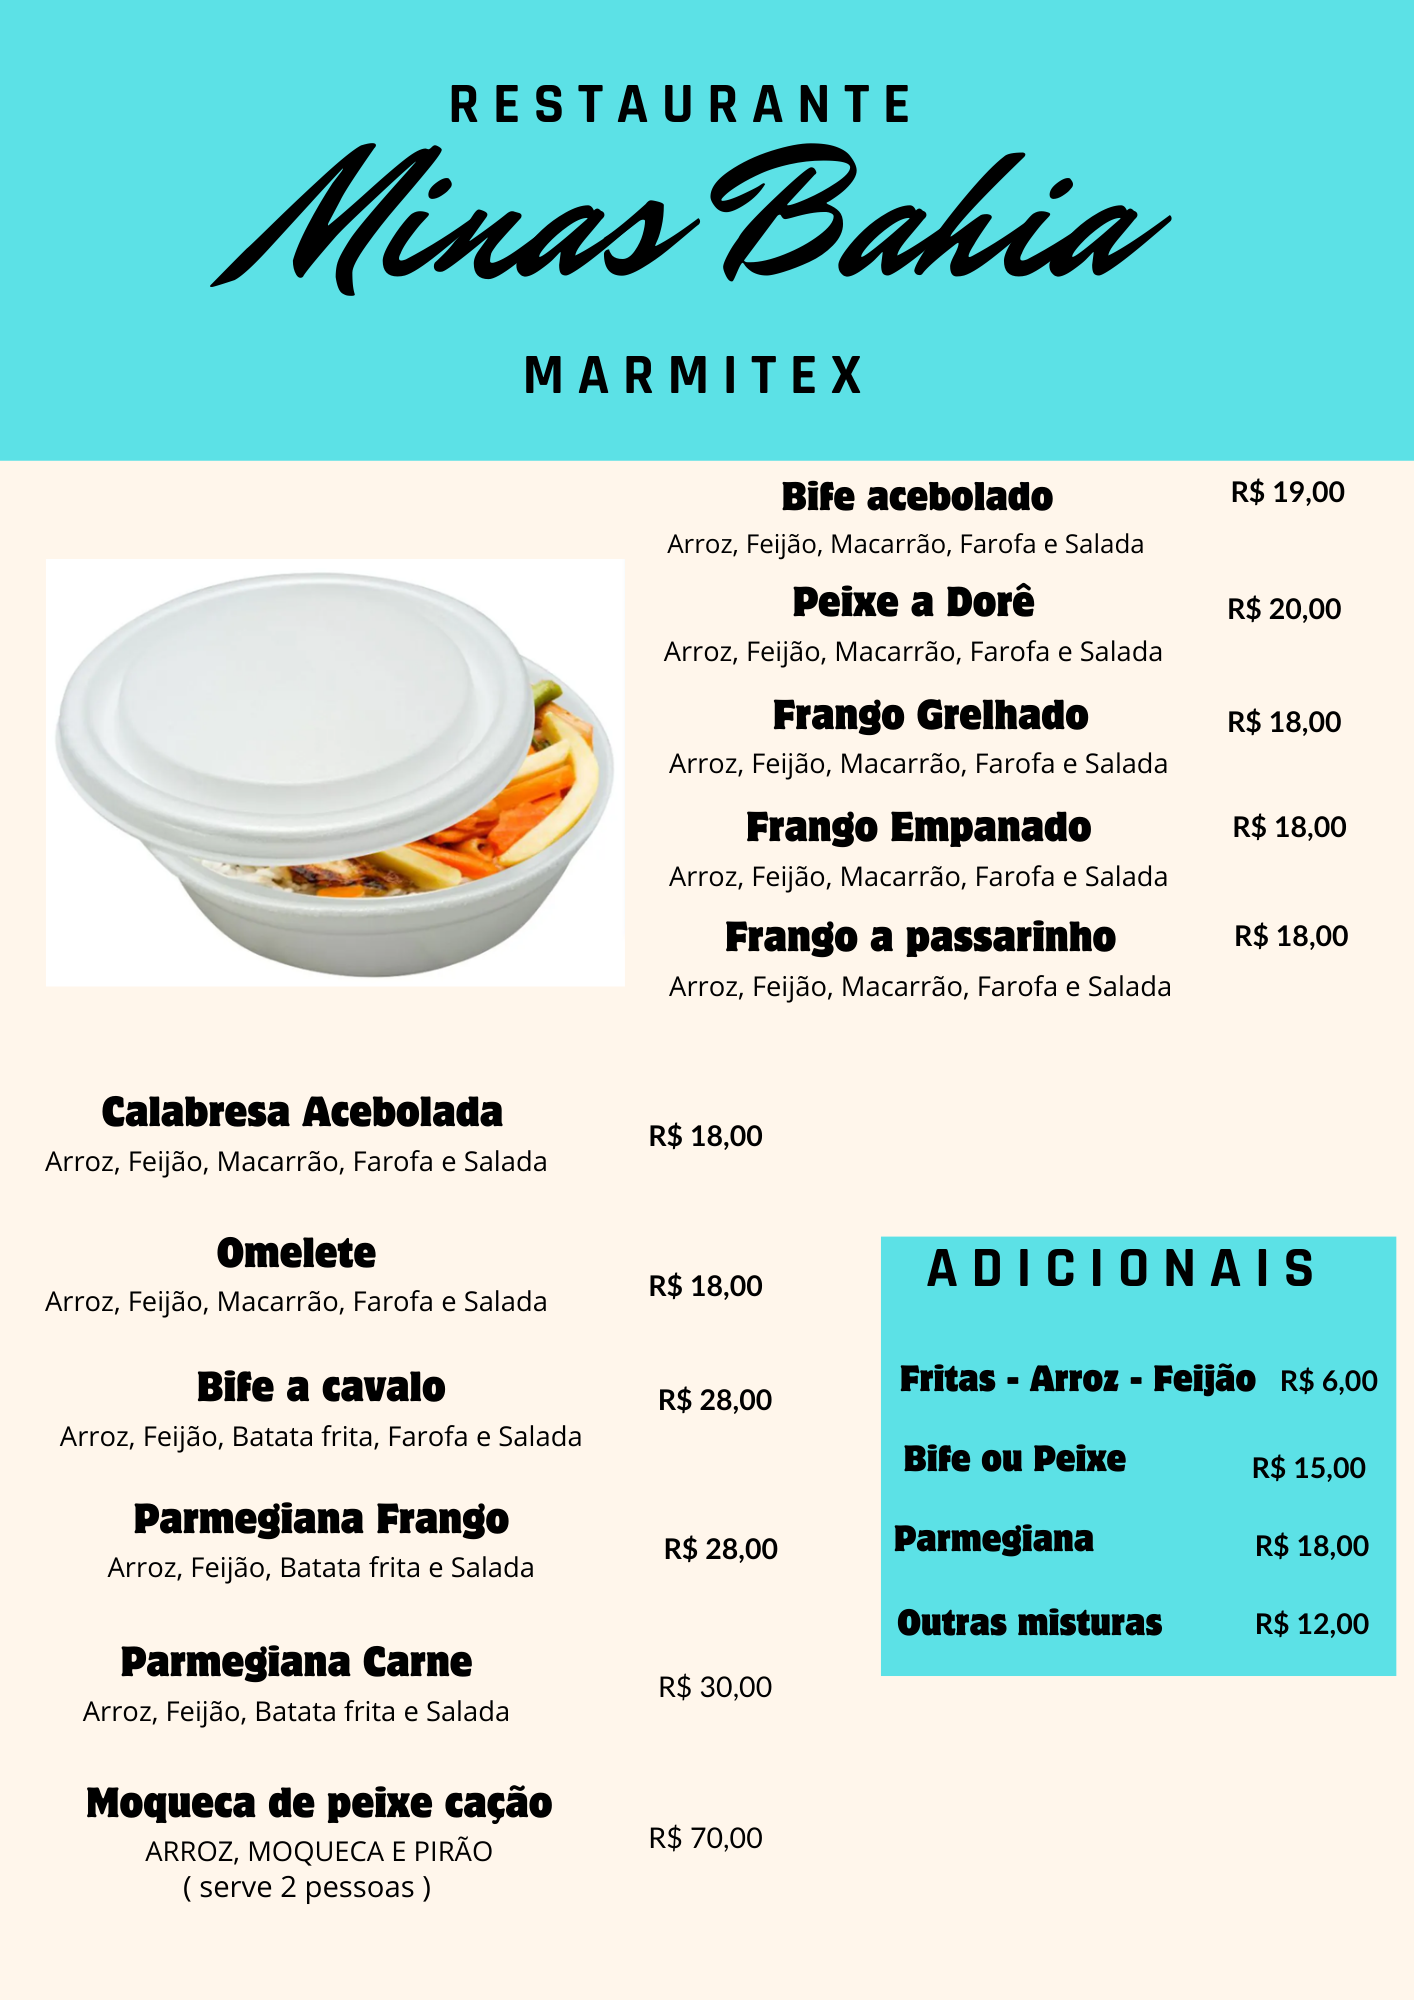 RESTAURANTE
Minas Bahia
MARMITEX
Bife acebolado R$ 19,00
Arroz, Feijão, Macarrão, Farofa e Salada
Peixe a Dorê R$ 20,00
Arroz, Feijão, Macarrão, Farofa e Salada
Frango Grelhado R$ 18,00
Arroz, Feijão, Macarrão, Farofa e Salada
Frango Empanado R$ 18,00
Arroz, Feijão, Macarrão, Farofa e Salada
Frango a passarinho R$ 18,00
Arroz, Feijão, Macarrão, Farofa e Salada
Calabresa Acebolada R$ 18,00
Arroz, Feijão, Macarrão, Farofa e Salada
Omelete R$ 18,00
Arroz, Feijão, Macarrão, Farofa e Salada
Bife a cavalo R$ 28,00
Arroz, Feijão, Batata frita, Farofa e Salada
Parmegiana Frango R$ 28,00
Arroz, Feijão, Batata frita e Salada
Parmegiana Carne R$ 30,00
Arroz, Feijão, Batata frita e Salada
Moqueca de peixe cação R$ 70,00
ARROZ, MOQUECA E PIRÃO
( serve 2 pessoas )
ADICIONAIS
Fritas - Arroz - Feijão R$ 6,00
Bife ou Peixe R$ 15,00
Parmegiana R$ 18,00
Outras misturas R$ 12,00